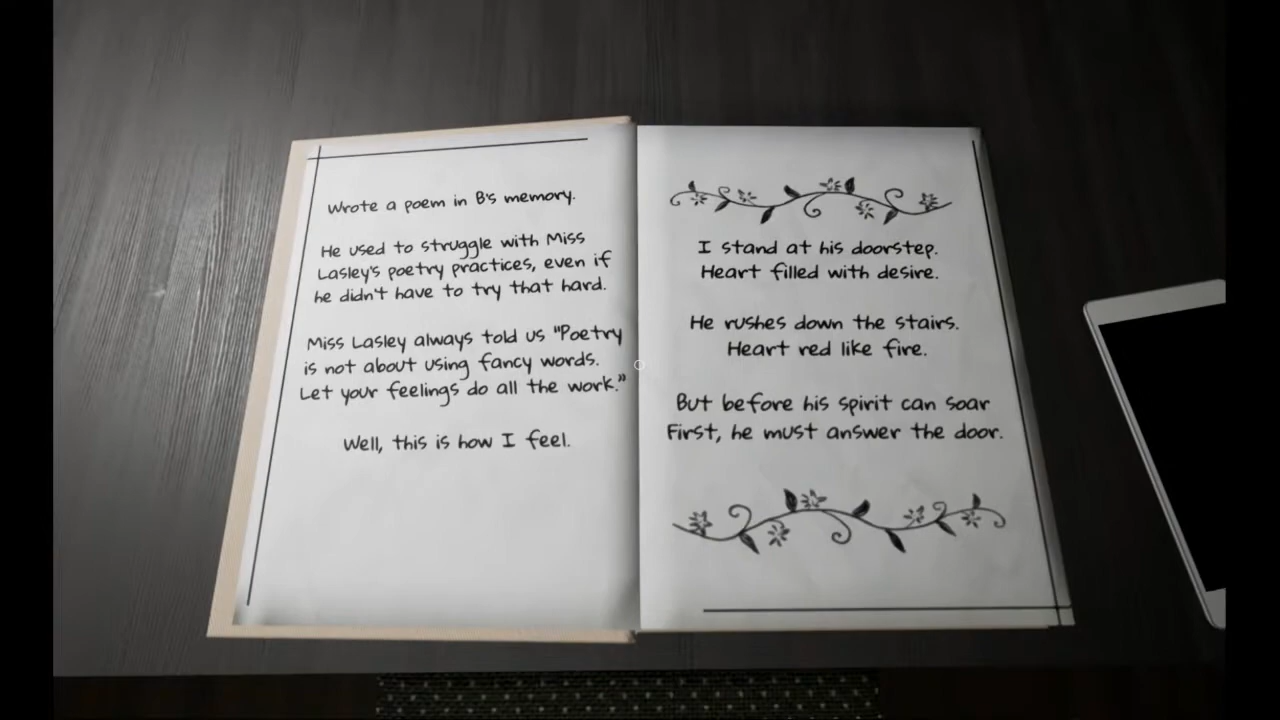 Wrote a poem in B's memory.
He used to struggle with Miss
Lasley's poetry practices, even if
he didn't have to try that hard.
Miss Lasley always told us "Poetry
is not about using fancy words.
Let your feelings do all the work."
Well, this is how I feel.
I stand at his doorstep.
Heart filled with desire.
He rushes down the stairs.
Heart red like fire.
But before his spirit can soar
First, he must answer the door.